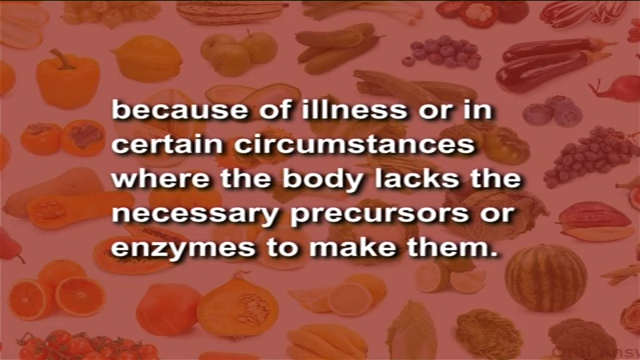 because of illness or in
certain circumstances
where the body lacks the
necessary precursors or
enzymes to make them.